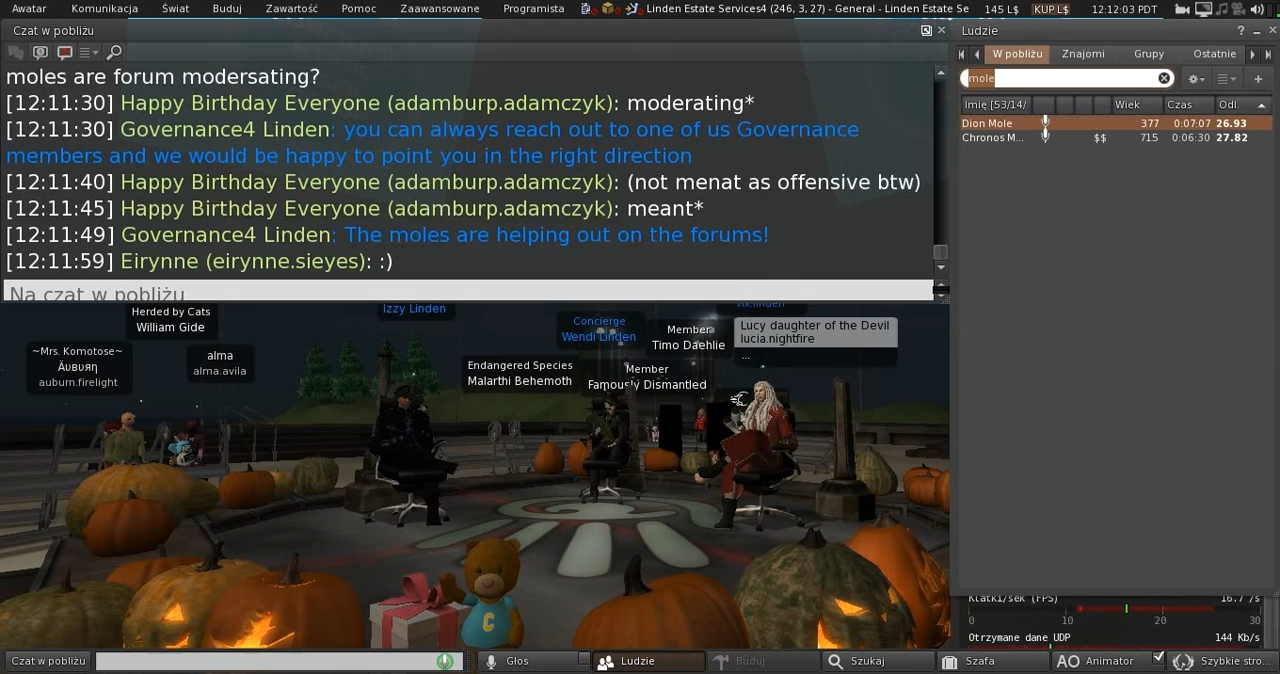 Awatar Komunikacja Świat Buduj Zawartość Pomoc Zaawansowane Programista Linden Estate Services4 (246, 3, 27) - General - Linden Estate Se 145 L$ KUP L$ 12:12:03 PDT
Czat w pobliżu
moles are forum modersating?
[12:11:30] Happy Birthday Everyone (adamburp.adamczyk): moderating*
[12:11:30] Governance4 Linden: you can always reach out to one of us Governance
members and we would be happy to point you in the right direction
[12:11:40] Happy Birthday Everyone (adamburp.adamczyk): (not menat as offensive btw)
[12:11:45] Happy Birthday Everyone (adamburp.adamczyk): meant*
[12:11:49] Governance4 Linden: The moles are helping out on the forums!
[12:11:59] Eirynne (eirynne.sieyes): :)
Na czat w pobliżu
Ludzie
W pobliżu Znajomi Grupy Ostatnie
mole
Imię [53/14/ Wiek Czas Odl.
Dion Mole 377 0:07:07 26.93
Chronos M... $$ 715 0:06:30 27.82
Herded by Cats
William Gide
Izzy Linden
vix.linden
Concierge
Wendi Linden
Member
Timo Daehlie
Lucy daughter of the Devil
lucia.nightfire
...
~Mrs. Komotose~
auburn.firelight
alma
alma.avila
Endangered Species
Malarthi Behemoth
Member
Famously Dismantled
C
Klatki/sek (FPS) 16.7 /s
0 10 20 30
Otrzymane dane UDP 144 Kb/s
Czat w pobliżu Głos Ludzie Buduj Szukaj Szafa AO Animator Szybkie stro...